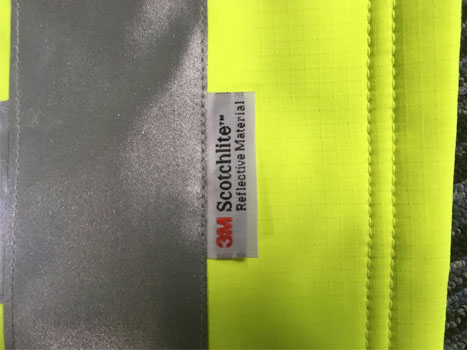 3M Scotchlite™
Reflective Material